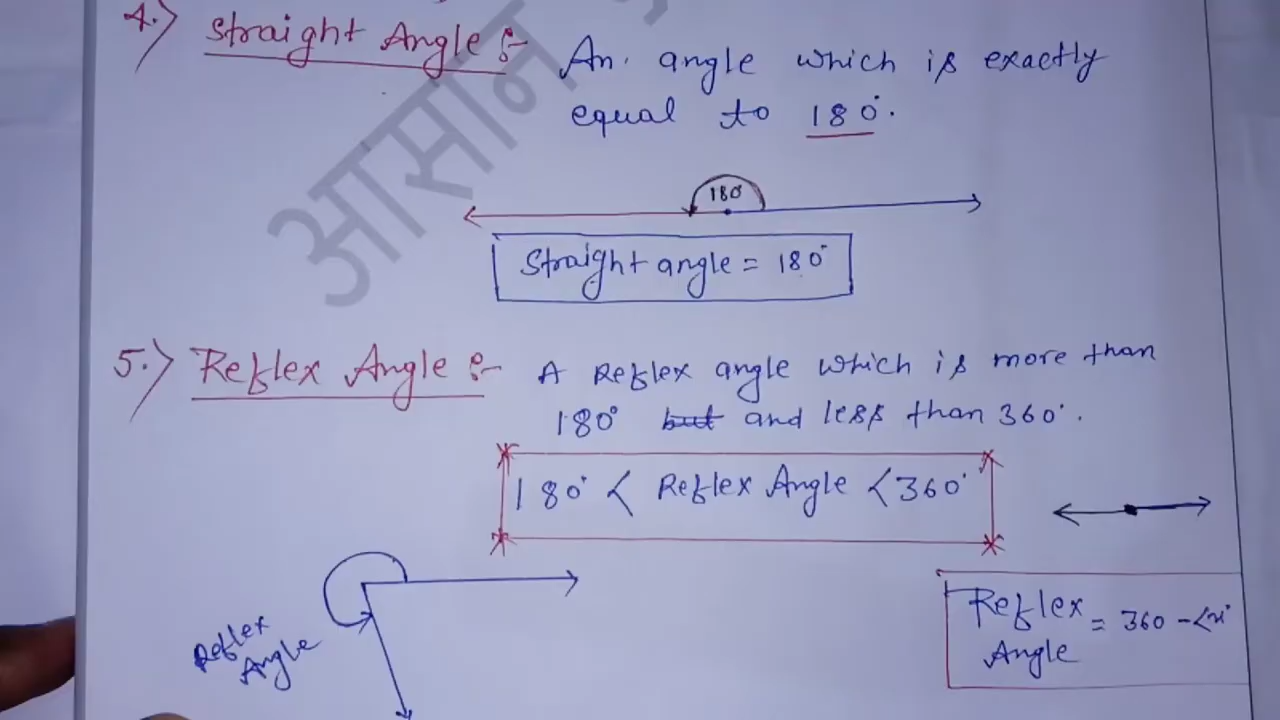 4.) Straight Angle :- An angle which is exactly
equal to 180°.
180
Straight angle = 180°
5.) Reflex Angle :- A Reflex angle which is more than
180° but and less than 360°.
180° < Reflex Angle < 360°
Reflex
Angle
Reflex
Angle = 360 - <x°
आसान